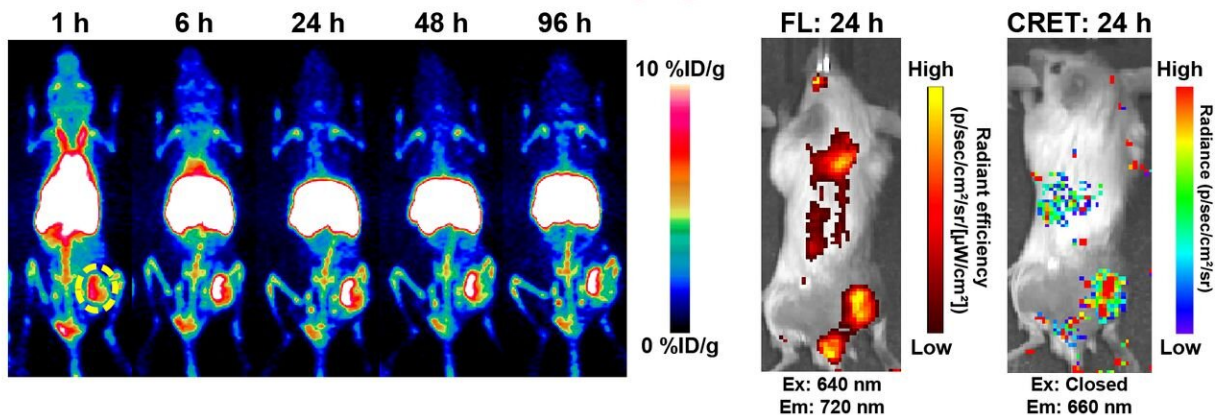 1 h
6 h
24 h
48 h
96 h
10 %ID/g
0 %ID/g
FL: 24 h
High
Radiant efficiency
(p/sec/cm²/sr/[µW/cm²])
Low
Ex: 640 nm
Em: 720 nm
CRET: 24 h
High
Radiance (p/sec/cm²/sr)
Low
Ex: Closed
Em: 660 nm